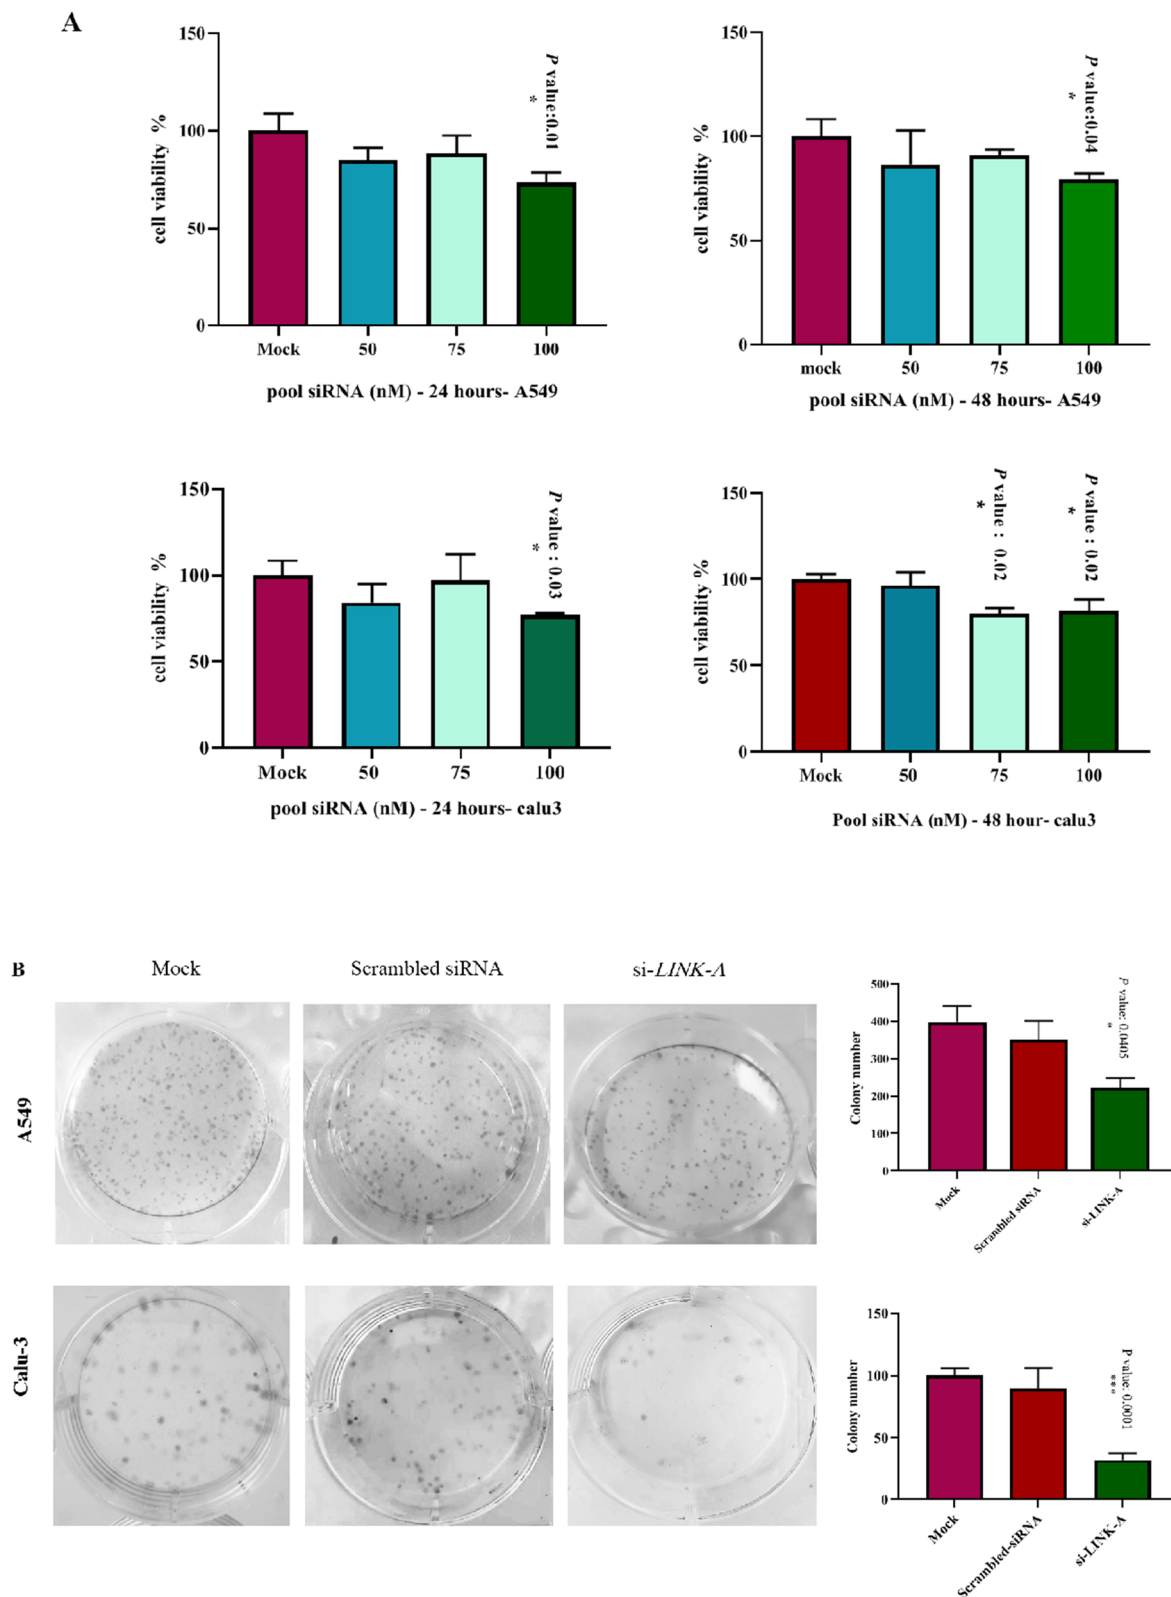 A
150
100
50
0
cell viability %
P value:0.01
*
Mock 50 75 100
pool siRNA (nM) - 24 hours- A549
150
100
50
0
cell viability %
P value:0.04
*
mock 50 75 100
pool siRNA (nM) - 48 hours- A549
150
100
50
0
cell viability %
P value : 0.03
*
Mock 50 75 100
pool siRNA (nM) - 24 hours- calu3
150
100
50
0
cell viability %
P value : 0.02
*
P value : 0.02
*
Mock 50 75 100
Pool siRNA (nM) - 48 hour- calu3
B
Mock Scrambled siRNA si-LINK-A
A549
500
400
300
200
100
0
Colony number
P value: 0.0405
*
Mock Scrambled siRNA si-LINK-A
Calu-3
150
100
50
0
Colony number
P value: 0.0001
***
Mock Scrambled-siRNA si-LINK-A